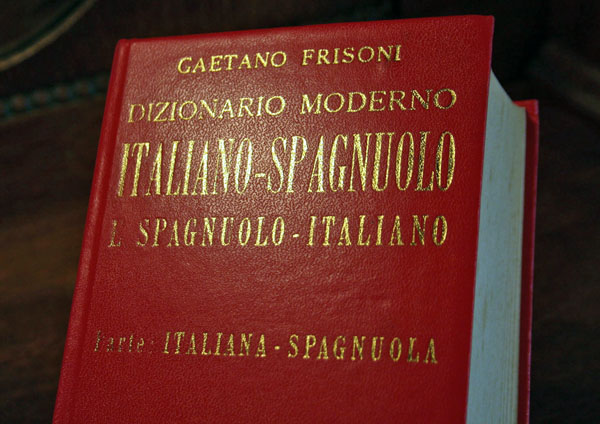 GAETANO FRISONI
DIZIONARIO MODERNO
ITALIANO-SPAGNUOLO
E SPAGNUOLO-ITALIANO
Parte: ITALIANA-SPAGNUOLA